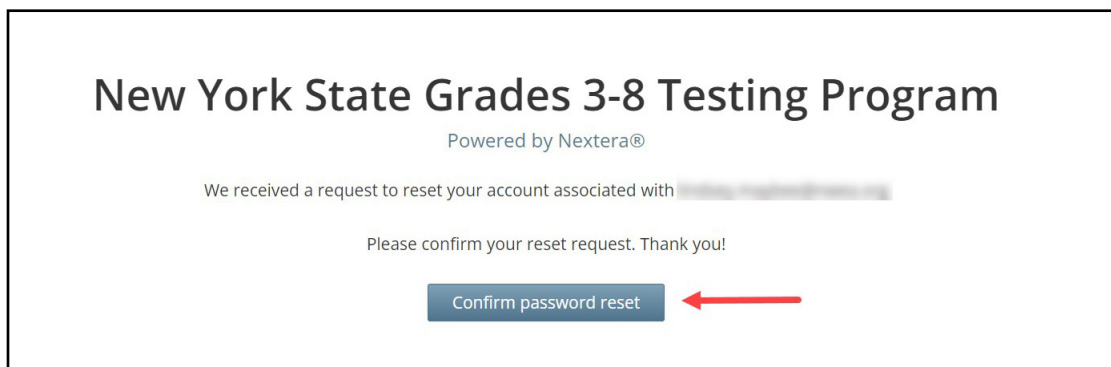 New York State Grades 3-8 Testing Program
Powered by Nextera®
We received a request to reset your account associated with
Please confirm your reset request. Thank you!
Confirm password reset